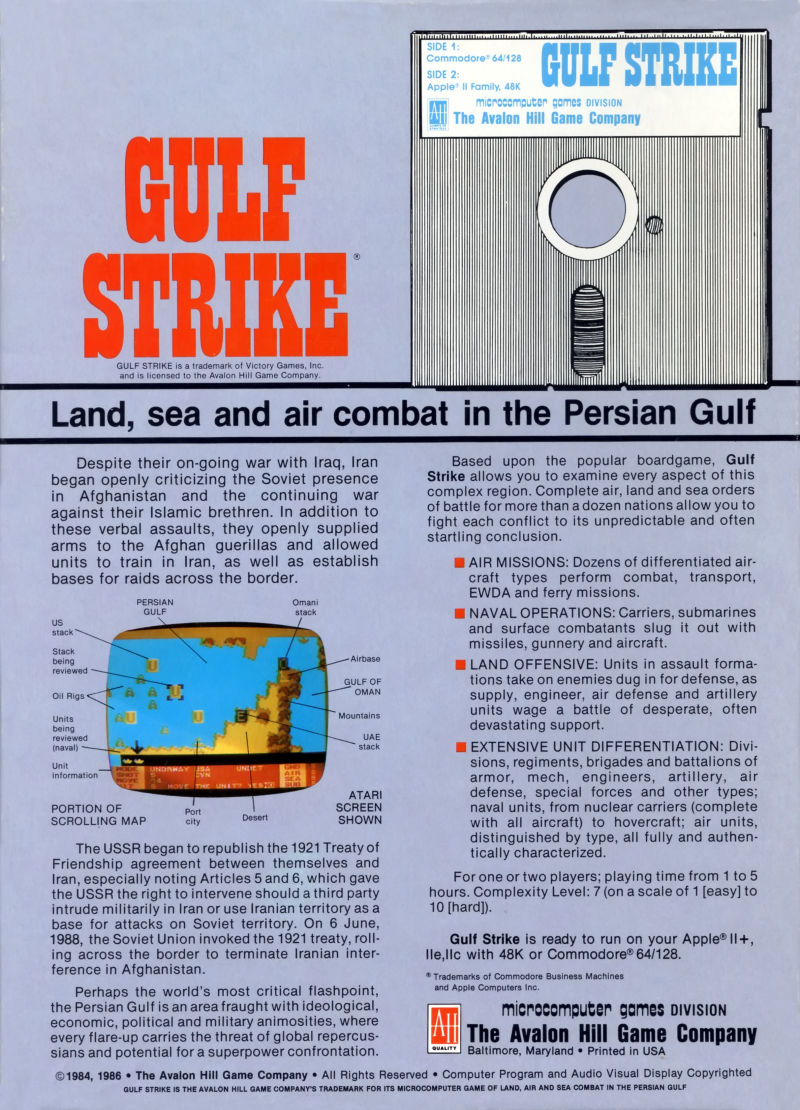 SIDE 1:
Commodore® 64/128
SIDE 2:
Apple® II Family, 48K
GULF STRIKE
microcomputer games DIVISION
AH
The Avalon Hill Game Company
GULF
STRIKE®
GULF STRIKE is a trademark of Victory Games, Inc.
and is licensed to the Avalon Hill Game Company.
Land, sea and air combat in the Persian Gulf
Despite their on-going war with Iraq, Iran
began openly criticizing the Soviet presence
in Afghanistan and the continuing war
against their Islamic brethren. In addition to
these verbal assaults, they openly supplied
arms to the Afghan guerillas and allowed
units to train in Iran, as well as establish
bases for raids across the border.
PERSIAN
GULF
Omani
stack
US
stack
Stack
being
reviewed
Oil Rigs
Units
being
reviewed
(naval)
Unit
information
Airbase
GULF OF
OMAN
Mountains
UAE
stack
U
U
U
U
E
MODE UNDRWAY USA UNDET GND
SHOT CVN AIR
MOVE SEA
MOVE THE UNIT? YES NO SUB
PORTION OF
SCROLLING MAP
Port
city
Desert
ATARI
SCREEN
SHOWN
The USSR began to republish the 1921 Treaty of
Friendship agreement between themselves and
Iran, especially noting Articles 5 and 6, which gave
the USSR the right to intervene should a third party
intrude militarily in Iran or use Iranian territory as a
base for attacks on Soviet territory. On 6 June,
1988, the Soviet Union invoked the 1921 treaty, roll-
ing across the border to terminate Iranian inter-
ference in Afghanistan.
Perhaps the world's most critical flashpoint,
the Persian Gulf is an area fraught with ideological,
economic, political and military animosities, where
every flare-up carries the threat of global repercus-
sians and potential for a superpower confrontation.
Based upon the popular boardgame, Gulf
Strike allows you to examine every aspect of this
complex region. Complete air, land and sea orders
of battle for more than a dozen nations allow you to
fight each conflict to its unpredictable and often
startling conclusion.
AIR MISSIONS: Dozens of differentiated air-
craft types perform combat, transport,
EWDA and ferry missions.
NAVAL OPERATIONS: Carriers, submarines
and surface combatants slug it out with
missiles, gunnery and aircraft.
LAND OFFENSIVE: Units in assault forma-
tions take on enemies dug in for defense, as
supply, engineer, air defense and artillery
units wage a battle of desperate, often
devastating support.
EXTENSIVE UNIT DIFFERENTIATION: Divi-
sions, regiments, brigades and battalions of
armor, mech, engineers, artillery, air
defense, special forces and other types;
naval units, from nuclear carriers (complete
with all aircraft) to hovercraft; air units,
distinguished by type, all fully and authen-
tically characterized.
For one or two players; playing time from 1 to 5
hours. Complexity Level: 7 (on a scale of 1 [easy] to
10 [hard]).
Gulf Strike is ready to run on your Apple® II+,
IIe,IIc with 48K or Commodore® 64/128.
® Trademarks of Commodore Business Machines
and Apple Computers Inc.
AH
QUALITY
microcomputer games DIVISION
The Avalon Hill Game Company
Baltimore, Maryland • Printed in USA
©1984, 1986 • The Avalon Hill Game Company • All Rights Reserved • Computer Program and Audio Visual Display Copyrighted
GULF STRIKE IS THE AVALON HILL GAME COMPANY'S TRADEMARK FOR ITS MICROCOMPUTER GAME OF LAND, AIR AND SEA COMBAT IN THE PERSIAN GULF